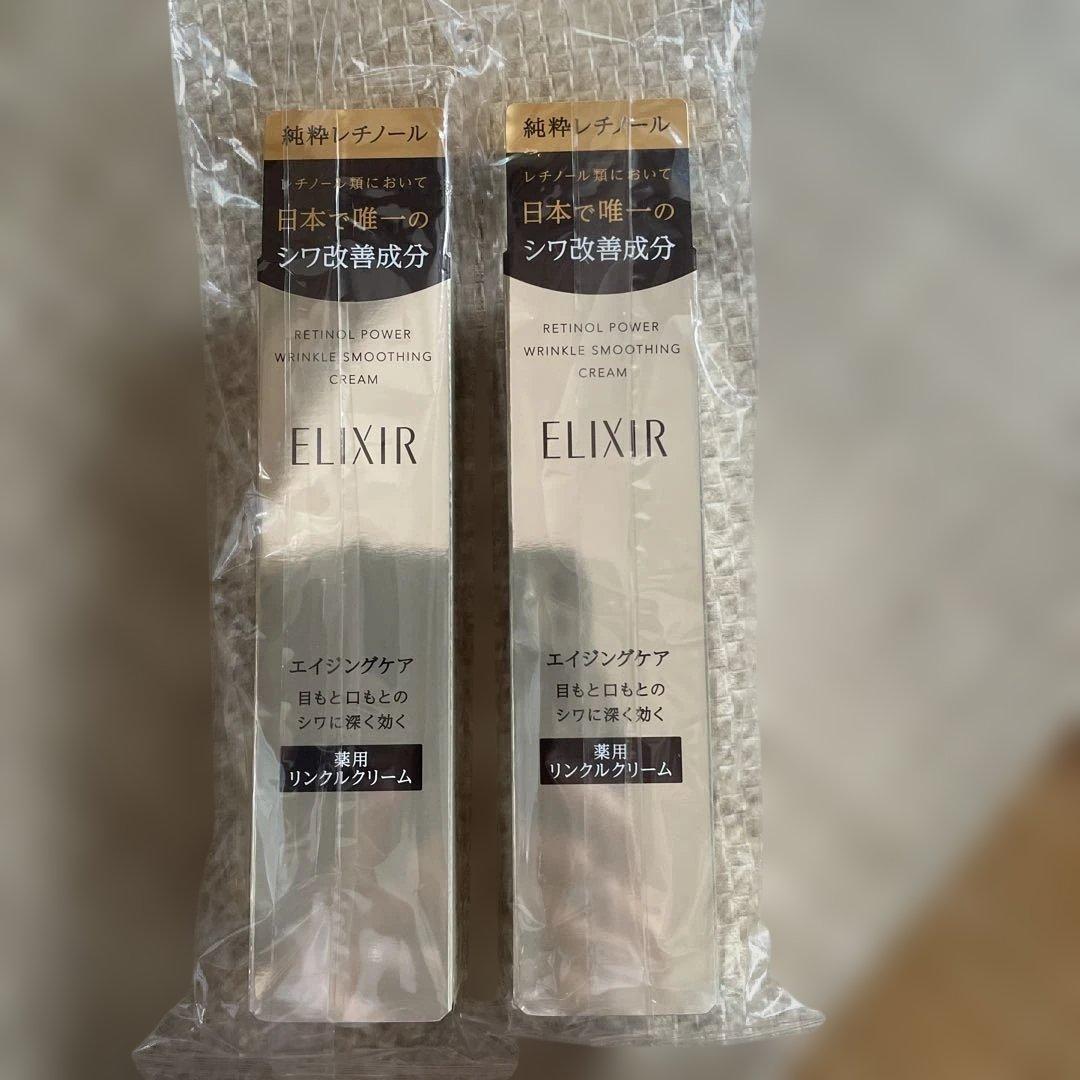 純粋レチノール
レチノール類において
日本で唯一の
シワ改善成分
RETINOL POWER
WRINKLE SMOOTHING
CREAM
ELIXIR
エイジングケア
目もと口もとの
シワに深く効く
薬用
リンクルクリーム
純粋レチノール
レチノール類において
日本で唯一の
シワ改善成分
RETINOL POWER
WRINKLE SMOOTHING
CREAM
ELIXIR
エイジングケア
目もと口もとの
シワに深く効く
薬用
リンクルクリーム